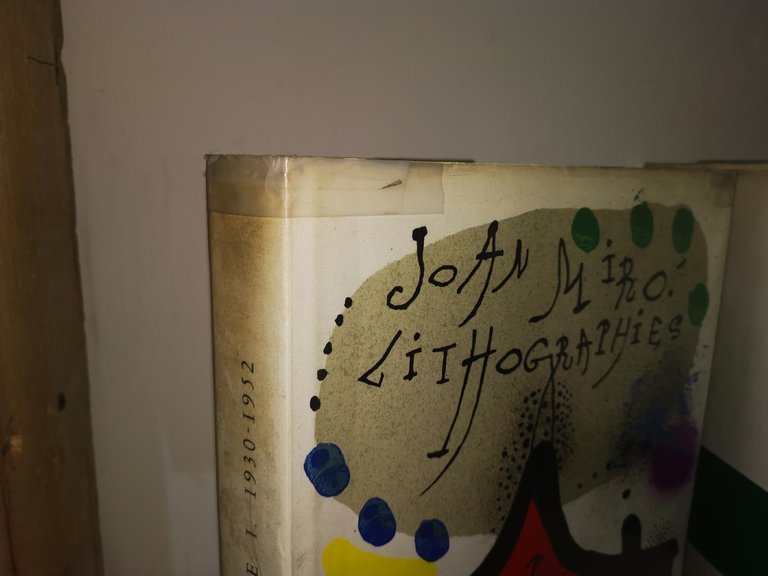 JOAN MIRÓ.
LITHOGRAPHIES
I. 1930-1952